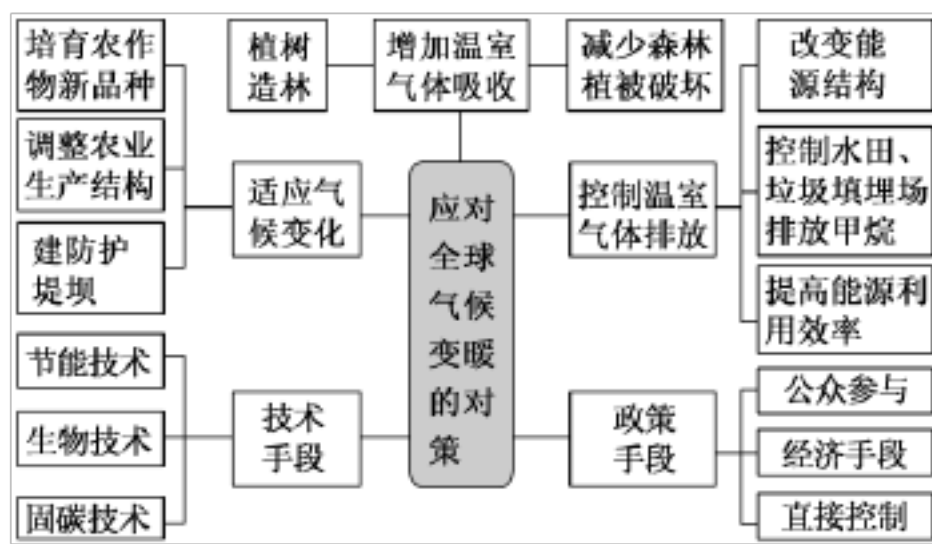 培育农作
物新品种
植树
造林
增加温室
气体吸收
减少森林
植被破坏
改变能
源结构
调整农业
生产结构
适应气
候变化
应对
全球
气候
变暖
的对
策
控制温室
气体排放
控制水田、
垃圾填埋场
排放甲烷
建防护
堤坝
提高能源利
用效率
节能技术
生物技术
固碳技术
技术
手段
政策
手段
公众参与
经济手段
直接控制